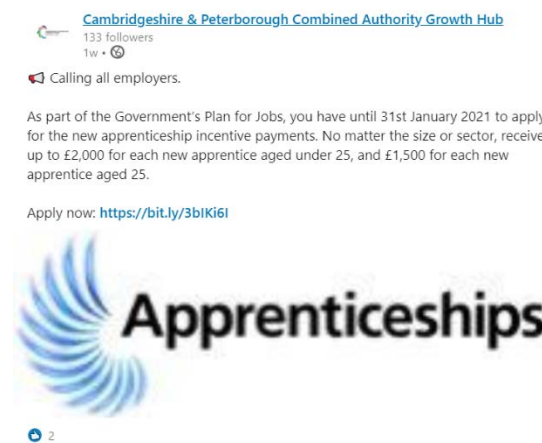 Cambridgeshire & Peterborough Combined Authority Growth Hub
133 followers
1w •
Calling all employers.
As part of the Government's Plan for Jobs, you have until 31st January 2021 to apply
for the new apprenticeship incentive payments. No matter the size or sector, receive
up to £2,000 for each new apprentice aged under 25, and £1,500 for each new
apprentice aged 25.
Apply now: https://bit.ly/3bIKi6I
Apprenticeships
2